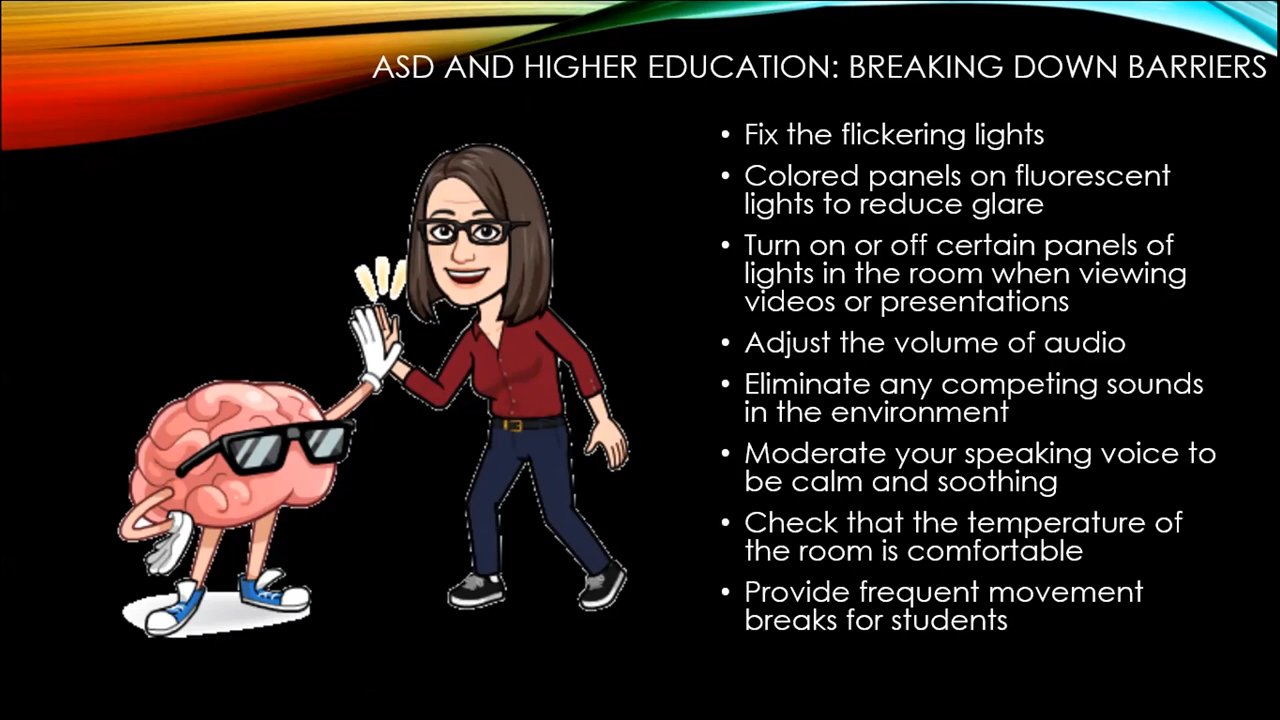 ASD AND HIGHER EDUCATION: BREAKING DOWN BARRIERS
• Fix the flickering lights
• Colored panels on fluorescent
lights to reduce glare
• Turn on or off certain panels of
lights in the room when viewing
videos or presentations
• Adjust the volume of audio
• Eliminate any competing sounds
in the environment
• Moderate your speaking voice to
be calm and soothing
• Check that the temperature of
the room is comfortable
• Provide frequent movement
breaks for students